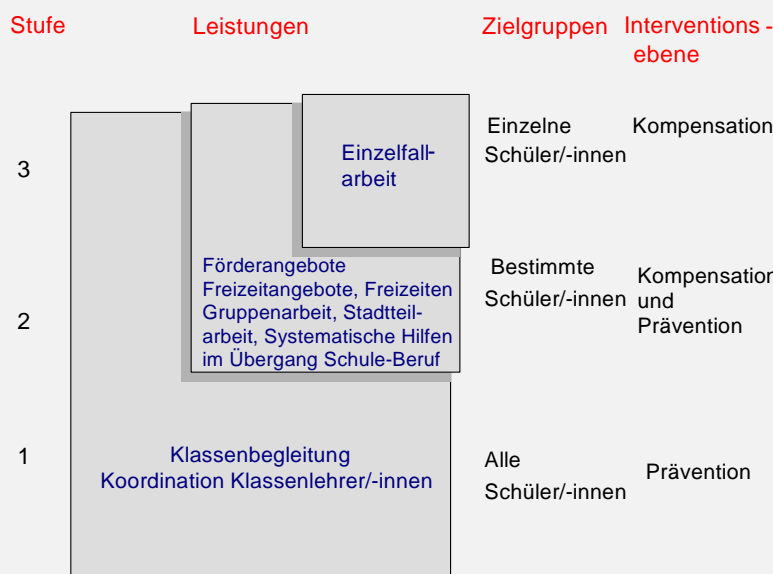 Stufe Leistungen Zielgruppen Interventions -
ebene
3
Einzelfall-
arbeit
Einzelne
Schüler/-innen
Kompensation
2
Förderangebote
Freizeitangebote, Freizeiten
Gruppenarbeit, Stadtteil-
arbeit, Systematische Hilfen
im Übergang Schule-Beruf
Bestimmte
Schüler/-innen
Kompensation
und
Prävention
1
Klassenbegleitung
Koordination Klassenlehrer/-innen
Alle
Schüler/-innen
Prävention